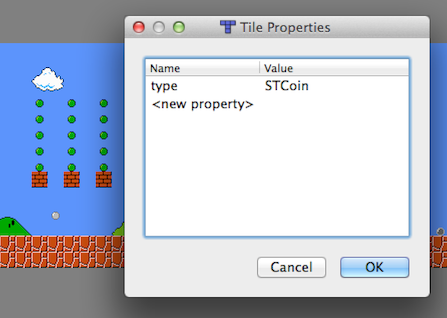 Tile Properties
Name Value
type STCoin
<new property>
Cancel OK